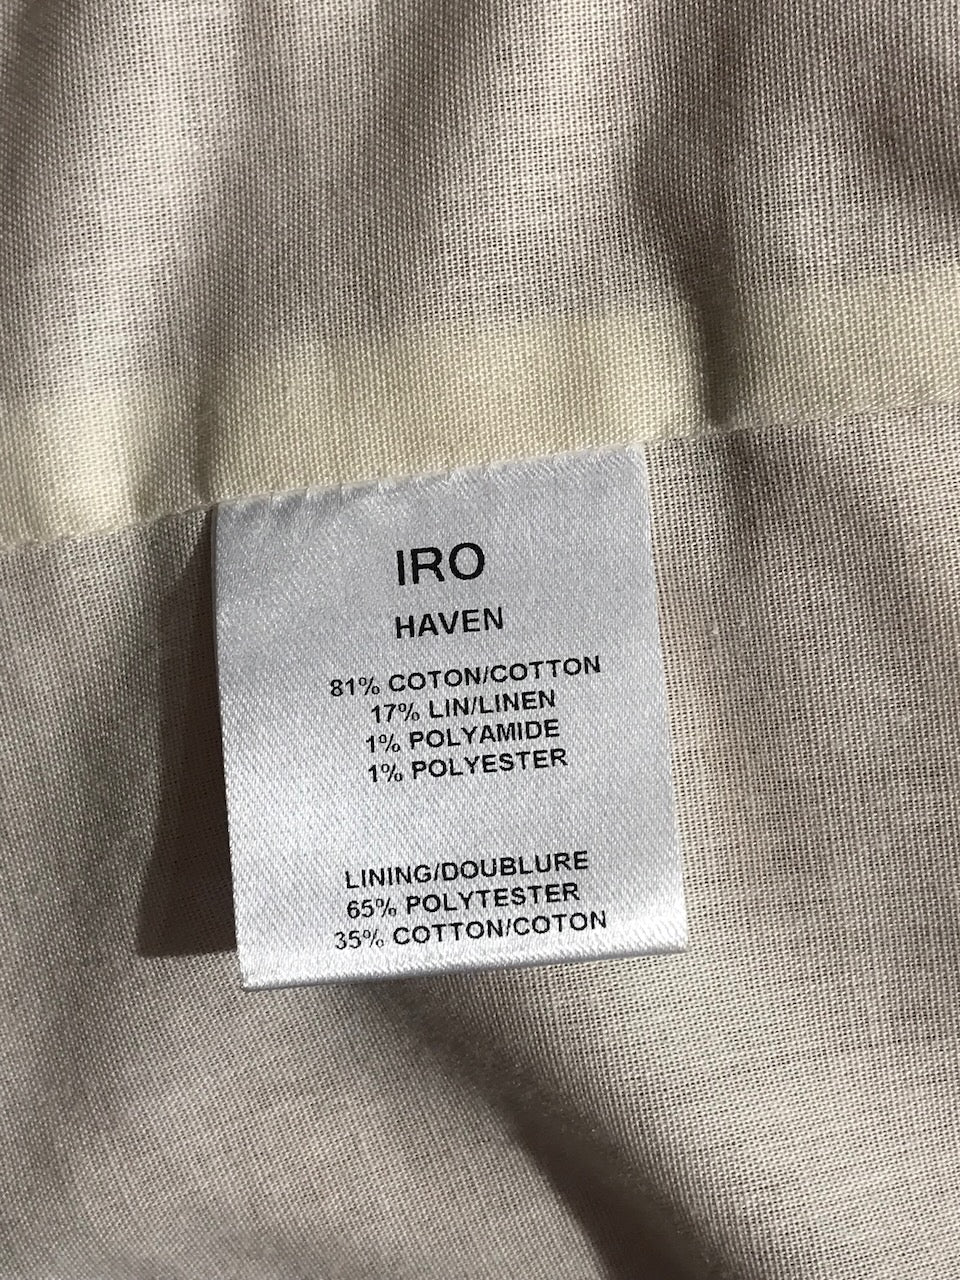 IRO
HAVEN
81% COTON/COTTON
17% LIN/LINEN
1% POLYAMIDE
1% POLYESTER
LINING/DOUBLURE
65% POLYTESTER
35% COTTON/COTON